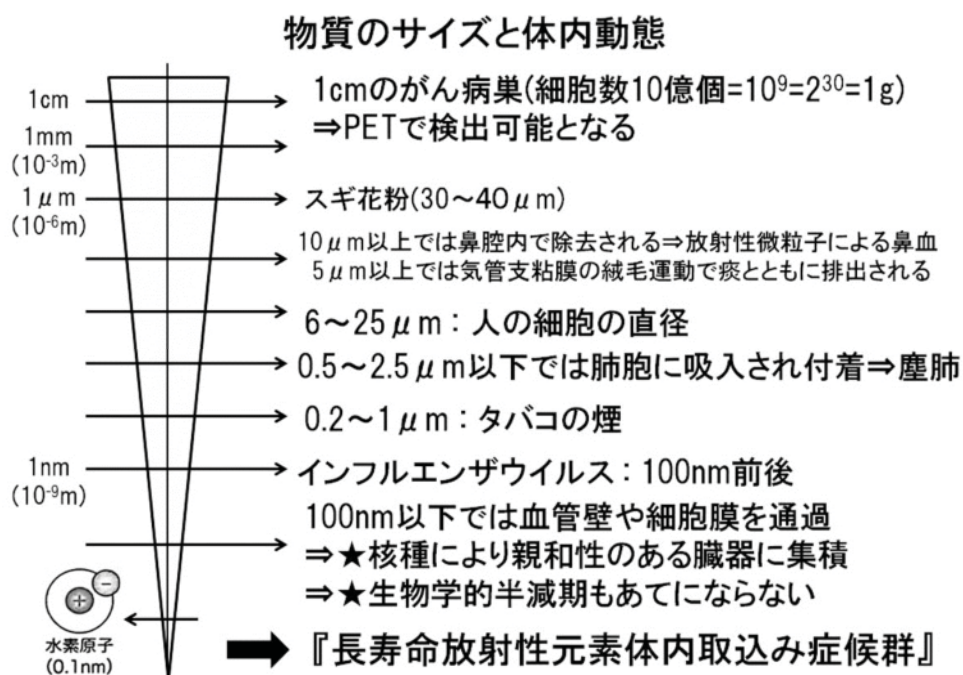 物質のサイズと体内動態
1cm
1cmのがん病巣(細胞数10億個=10⁹=2³⁰=1g)
⇒PETで検出可能となる
1mm
(10⁻³m)
1μm
(10⁻⁶m)
スギ花粉(30～40μm)
10μm以上では鼻腔内で除去される⇒放射性微粒子による鼻血
5μm以上では気管支粘膜の絨毛運動で痰とともに排出される
6～25μm：人の細胞の直径
0.5～2.5μm以下では肺胞に吸入され付着⇒塵肺
0.2～1μm：タバコの煙
1nm
(10⁻⁹m)
インフルエンザウイルス：100nm前後
100nm以下では血管壁や細胞膜を通過
⇒★核種により親和性のある臓器に集積
⇒★生物学的半減期もあてにならない
－
＋
水素原子
(0.1nm)
『長寿命放射性元素体内取込み症候群』